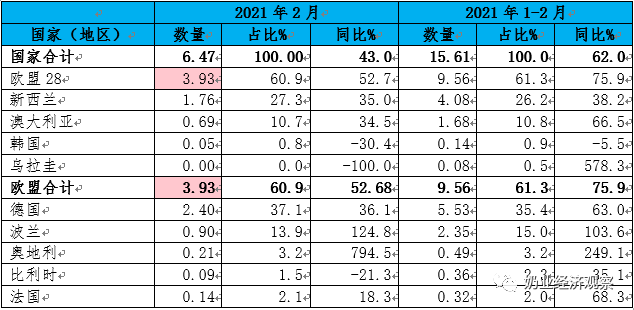 国家（地区） 2021 年 2 月 2021 年 1-2 月
数量 占比% 同比% 数量 占比% 同比%
国家合计 6.47 100.00 43.0 15.61 100.0 62.0
欧盟 28 3.93 60.9 52.7 9.56 61.3 75.9
新西兰 1.76 27.3 35.0 4.08 26.2 38.2
澳大利亚 0.69 10.7 34.5 1.68 10.8 66.5
韩国 0.05 0.8 -30.4 0.14 0.9 -5.5
乌拉圭 0.00 0.0 -100.0 0.08 0.5 578.3
欧盟合计 3.93 60.9 52.68 9.56 61.3 75.9
德国 2.40 37.1 36.1 5.53 35.4 63.0
波兰 0.90 13.9 124.8 2.35 15.0 103.6
奥地利 0.21 3.2 794.5 0.49 3.2 249.1
比利时 0.09 1.5 -21.3 0.36 2.3 35.1
法国 0.14 2.1 18.3 0.32 2.0 68.3
奶业经济观察